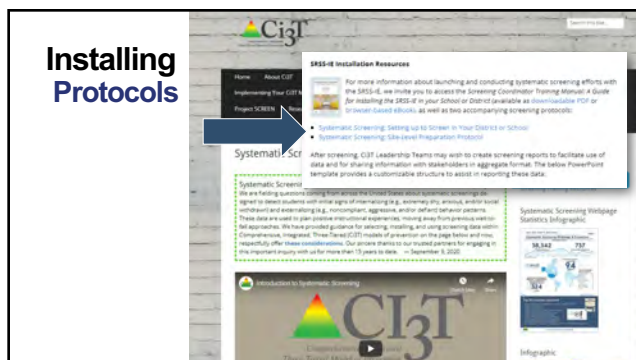 Installing
Protocols
Ci3T
Search this Site...
SRSS-IE Installation Resources
For more information about launching and conducting systematic screening efforts with
the SRSS-IE, we invite you to access the Screening Coordinator Training Manual: A Guide
for Installing the SRSS-IE in your School or District (available as downloadable PDF or
browser-based eBook), as well as two accompanying screening protocols:
• Systematic Screening: Setting up to Screen in Your District or School
• Systematic Screening: Site-Level Preparation Protocol
After screening, Ci3T Leadership Teams may wish to create screening reports to facilitate use of
data and for sharing information with stakeholders in aggregate format. The below PowerPoint
template provides a customizable structure to assist in reporting these data:
Home About Ci3T
Implementing Your Ci3T M
Project SCREEN
Systematic Scr
Systematic Screenin
We are fielding questions coming from across the United States about systematic screenings de-
signed to detect students with initial signs of internalizing (e.g., extremely shy, anxious, and/or social
withdrawn) and externalizing (e.g., noncompliant, aggressive, and/or defiant) behavior patterns.
These data are used to plan positive instructional experiences, moving away from previous wait-to-
fail approaches. We have provided guidance for selecting, installing, and using screening data within
Comprehensive, Integrated, Three-Tiered (Ci3T) models of prevention on the page below and now,
respectfully offer these considerations. Our sincere thanks to our trusted partners for engaging in
this important inquiry with us for more than 15 years to date. — September 9, 2020.
Introduction to Systematic Screening
Share
CI3T
Systematic Screening Webpage
Statistics Infographic
58,342 757
94
324
Infographic